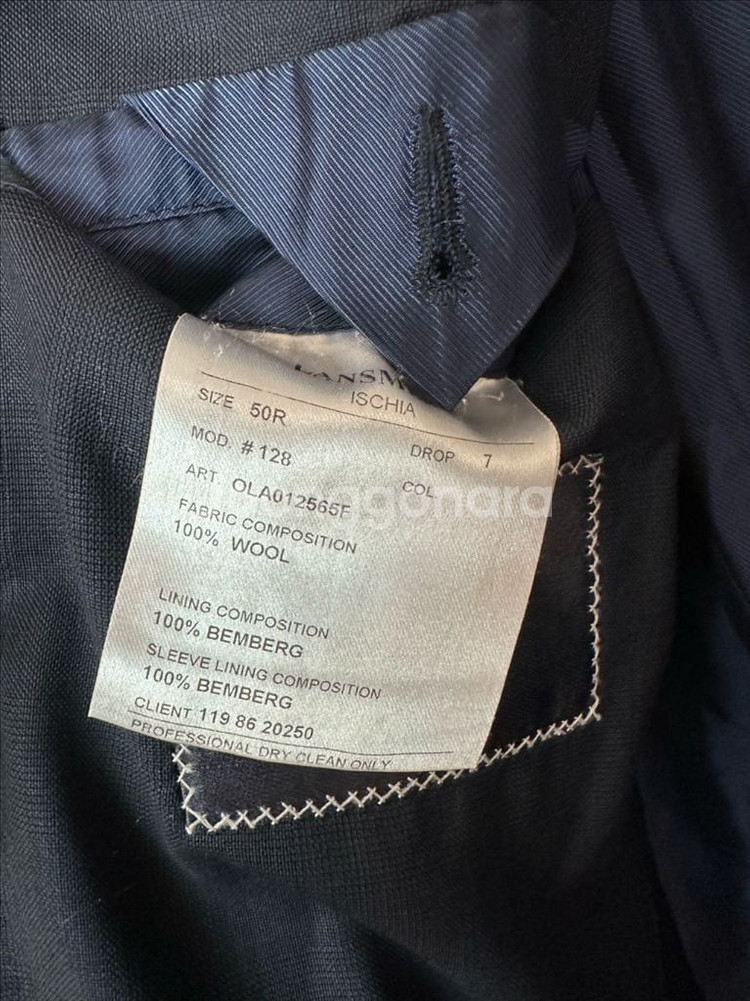 ISCHIA
SIZE 50R
DROP 7
MOD. #128
COL.
ART. OLA012565F
FABRIC COMPOSITION
100% WOOL
LINING COMPOSITION
100% BEMBERG
SLEEVE LINING COMPOSITION
100% BEMBERG
CLIENT 119 86 20250
PROFESSIONAL DRY CLEAN ONLY